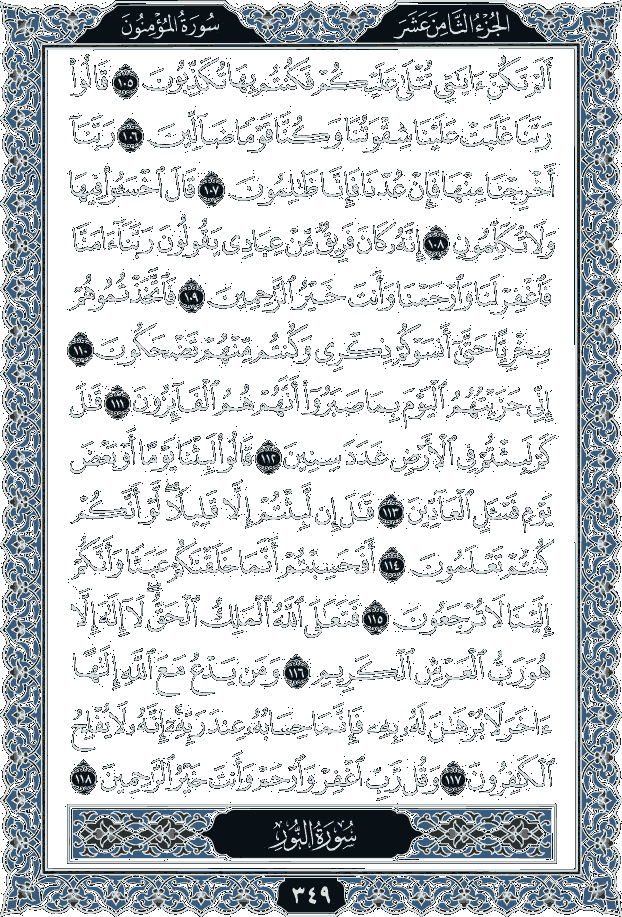 الجزء الثامن عشر
سورة المؤمنون
أَلَمْ تَكُنْ ءَايَٰتِى تُتْلَىٰ عَلَيْكُمْ فَكُنتُم بِهَا تُكَذِّبُونَ ١٠٥ قَالُوا۟
رَبَّنَا غَلَبَتْ عَلَيْنَا شِقْوَتُنَا وَكُنَّا قَوْمًا ضَآلِّينَ ١٠٦ رَبَّنَآ
أَخْرِجْنَا مِنْهَا فَإِنْ عُدْنَا فَإِنَّا ظَٰلِمُونَ ١٠٧ قَالَ ٱخْسَـُٔوا۟ فِيهَا
وَلَا تُكَلِّمُونِ ١٠٨ إِنَّهُۥ كَانَ فَرِيقٌ مِّنْ عِبَادِى يَقُولُونَ رَبَّنَآ ءَامَنَّا
فَٱغْفِرْ لَنَا وَٱرْحَمْنَا وَأَنتَ خَيْرُ ٱلرَّٰحِمِينَ ١٠٩ فَٱتَّخَذْتُمُوهُمْ
سِخْرِيًّا حَتَّىٰٓ أَنسَوْكُمْ ذِكْرِى وَكُنتُم مِّنْهُمْ تَضْحَكُونَ ١١٠
إِنِّى جَزَيْتُهُمُ ٱلْيَوْمَ بِمَا صَبَرُوٓا۟ أَنَّهُمْ هُمُ ٱلْفَآئِزُونَ ١١١ قَٰلَ
كَمْ لَبِثْتُمْ فِى ٱلْأَرْضِ عَدَدَ سِنِينَ ١١٢ قَالُوا۟ لَبِثْنَا يَوْمًا أَوْ بَعْضَ
يَوْمٍ فَسْـَٔلِ ٱلْعَآدِّينَ ١١٣ قَٰلَ إِن لَّبِثْتُمْ إِلَّا قَلِيلًا لَّوْ أَنَّكُمْ
كُنتُمْ تَعْلَمُونَ ١١٤ أَفَحَسِبْتُمْ أَنَّمَا خَلَقْنَٰكُمْ عَبَثًا وَأَنَّكُمْ
إِلَيْنَا لَا تُرْجَعُونَ ١١٥ فَتَعَٰلَى ٱللَّهُ ٱلْمَلِكُ ٱلْحَقُّ لَآ إِلَٰهَ إِلَّا
هُوَ رَبُّ ٱلْعَرْشِ ٱلْكَرِيمِ ١١٦ وَمَن يَدْعُ مَعَ ٱللَّهِ إِلَٰهًا
ءَاخَرَ لَا بُرْهَٰنَ لَهُۥ بِهِۦ فَإِنَّمَا حِسَابُهُۥ عِندَ رَبِّهِۦٓ إِنَّهُۥ لَا يُفْلِحُ
ٱلْكَٰفِرُونَ ١١٧ وَقُل رَّبِّ ٱغْفِرْ وَٱرْحَمْ وَأَنتَ خَيْرُ ٱلرَّٰحِمِينَ ١١٨
سُورَةُ النُّورِ
٣٤٩